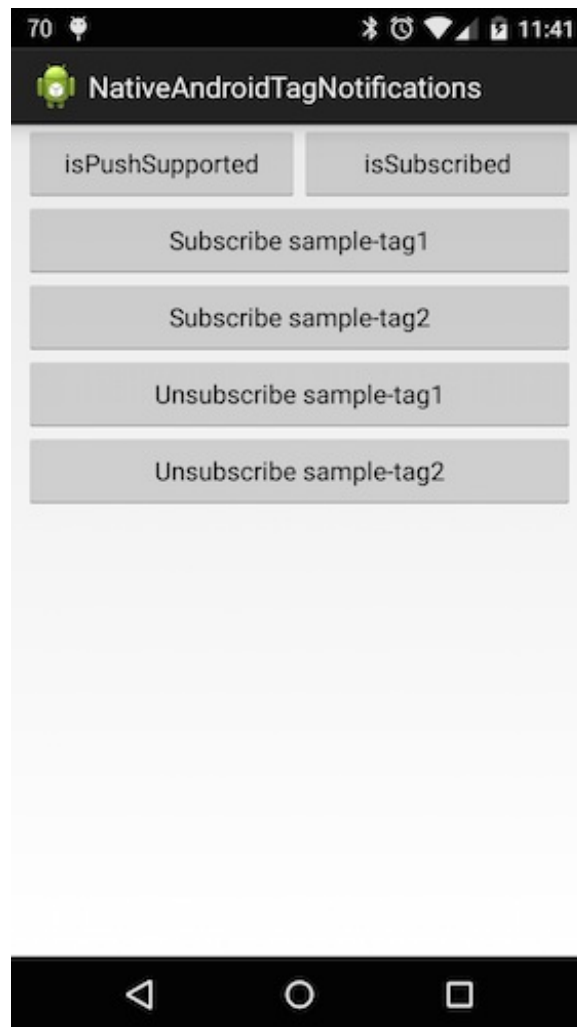 70 11:41
NativeAndroidTagNotifications
isPushSupported isSubscribed
Subscribe sample-tag1
Subscribe sample-tag2
Unsubscribe sample-tag1
Unsubscribe sample-tag2